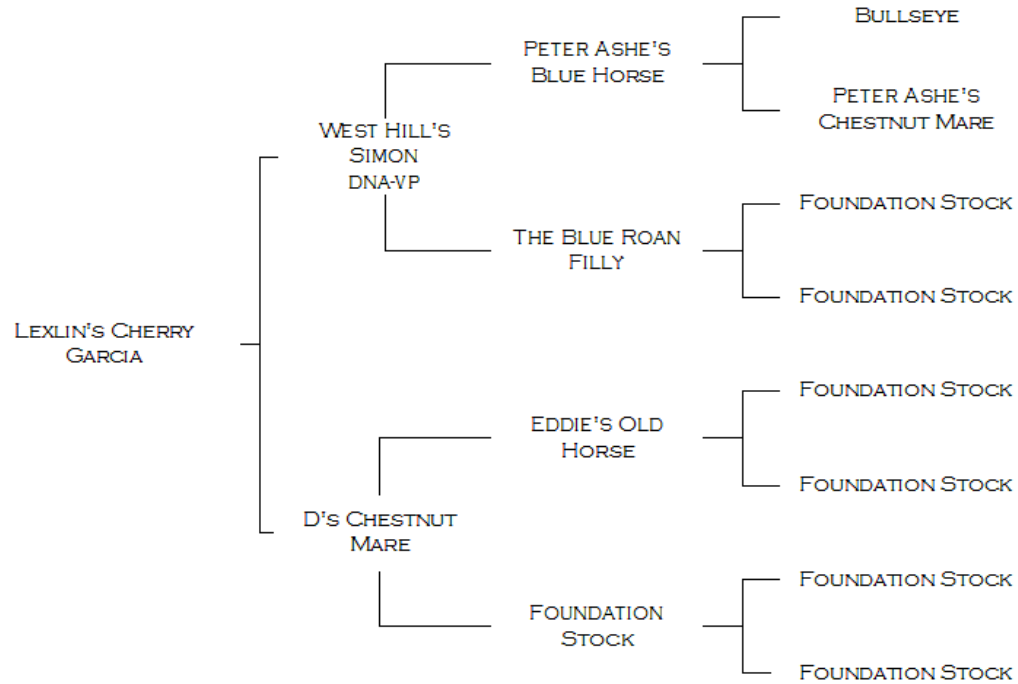 Bullseye
Peter Ashe's
Blue Horse
Peter Ashe's
Chestnut Mare
West Hill's
Simon
DNA-VP
Foundation Stock
The Blue Roan
Filly
Foundation Stock
Lexlin's Cherry
Garcia
Foundation Stock
Eddie's Old
Horse
Foundation Stock
D's Chestnut
Mare
Foundation Stock
Foundation
Stock
Foundation Stock